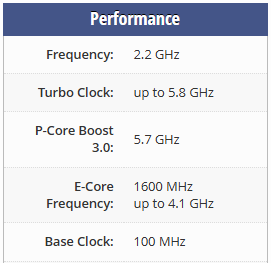 Performance
Frequency: 2.2 GHz
Turbo Clock: up to 5.8 GHz
P-Core Boost
3.0: 5.7 GHz
E-Core 1600 MHz
Frequency: up to 4.1 GHz
Base Clock: 100 MHz